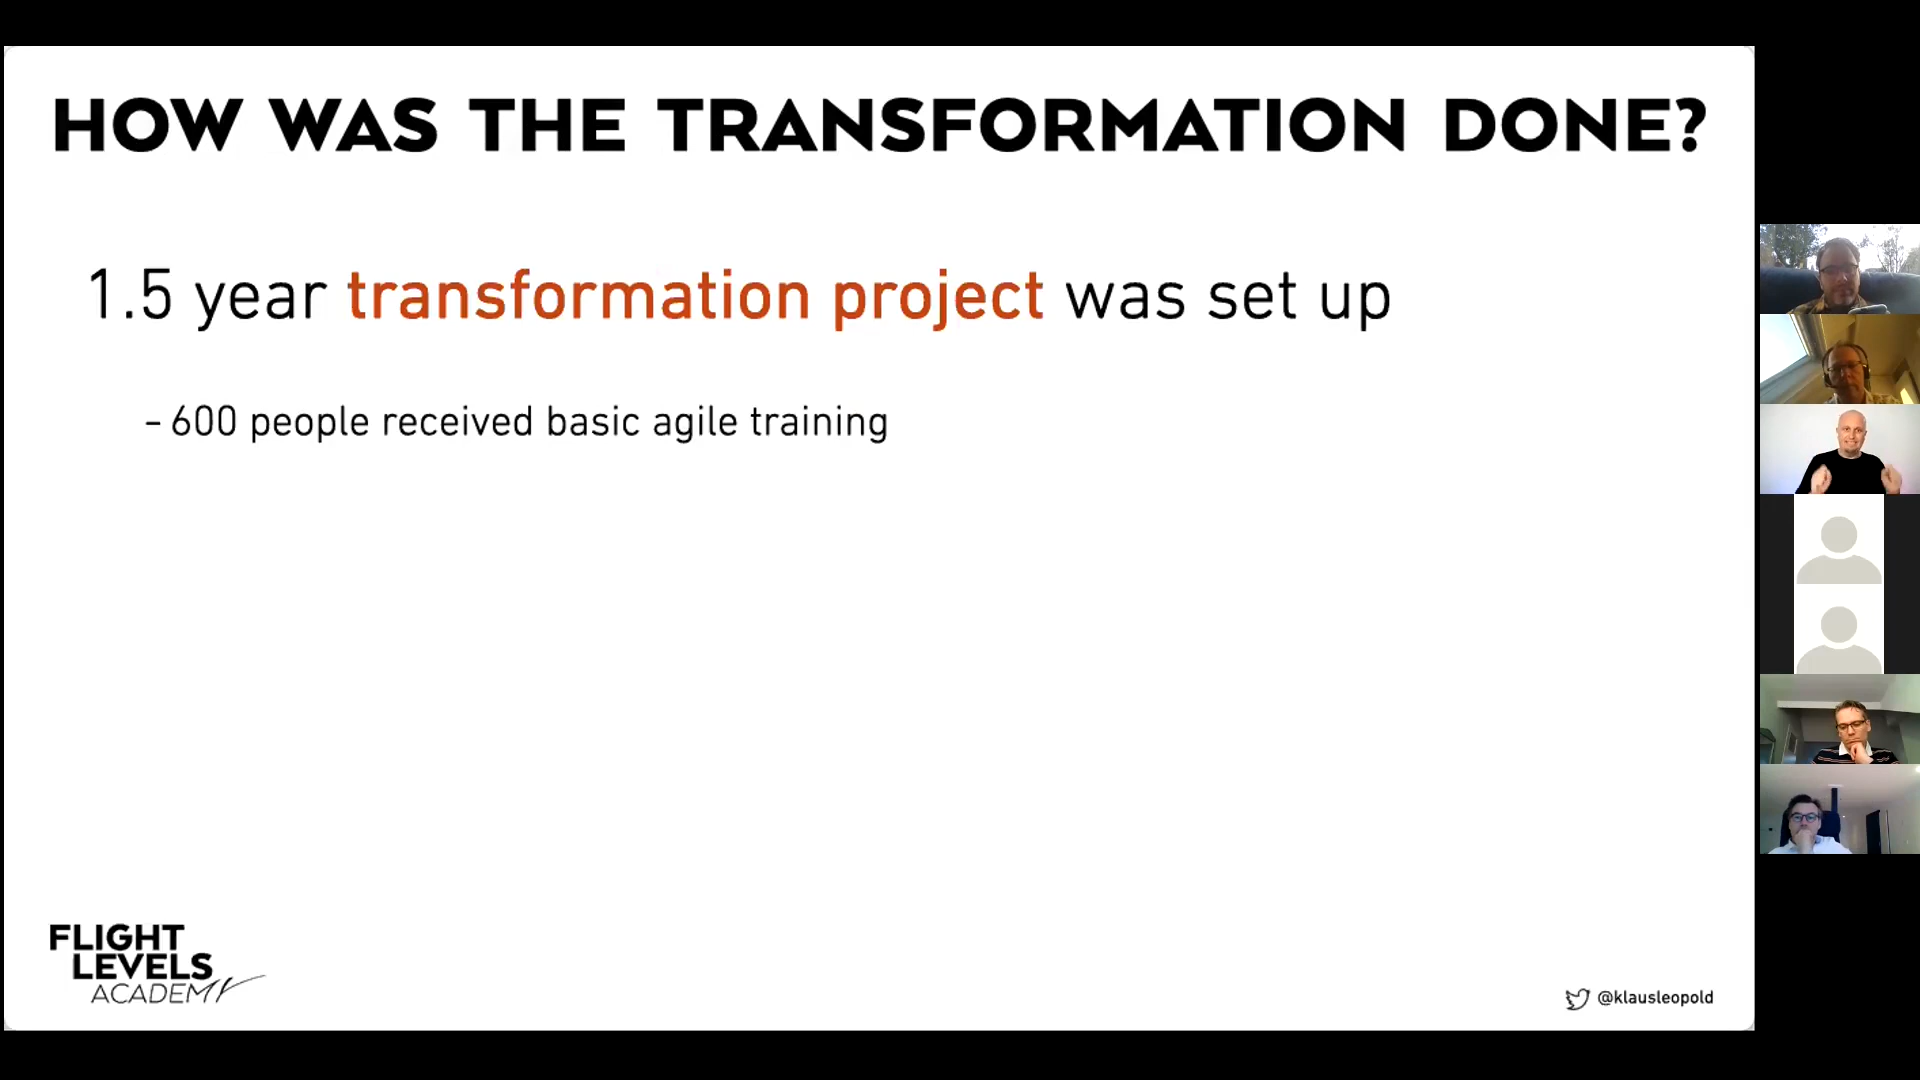 HOW WAS THE TRANSFORMATION DONE?
1.5 year transformation project was set up
- 600 people received basic agile training
FLIGHT
LEVELS
ACADEMY
@klausleopold